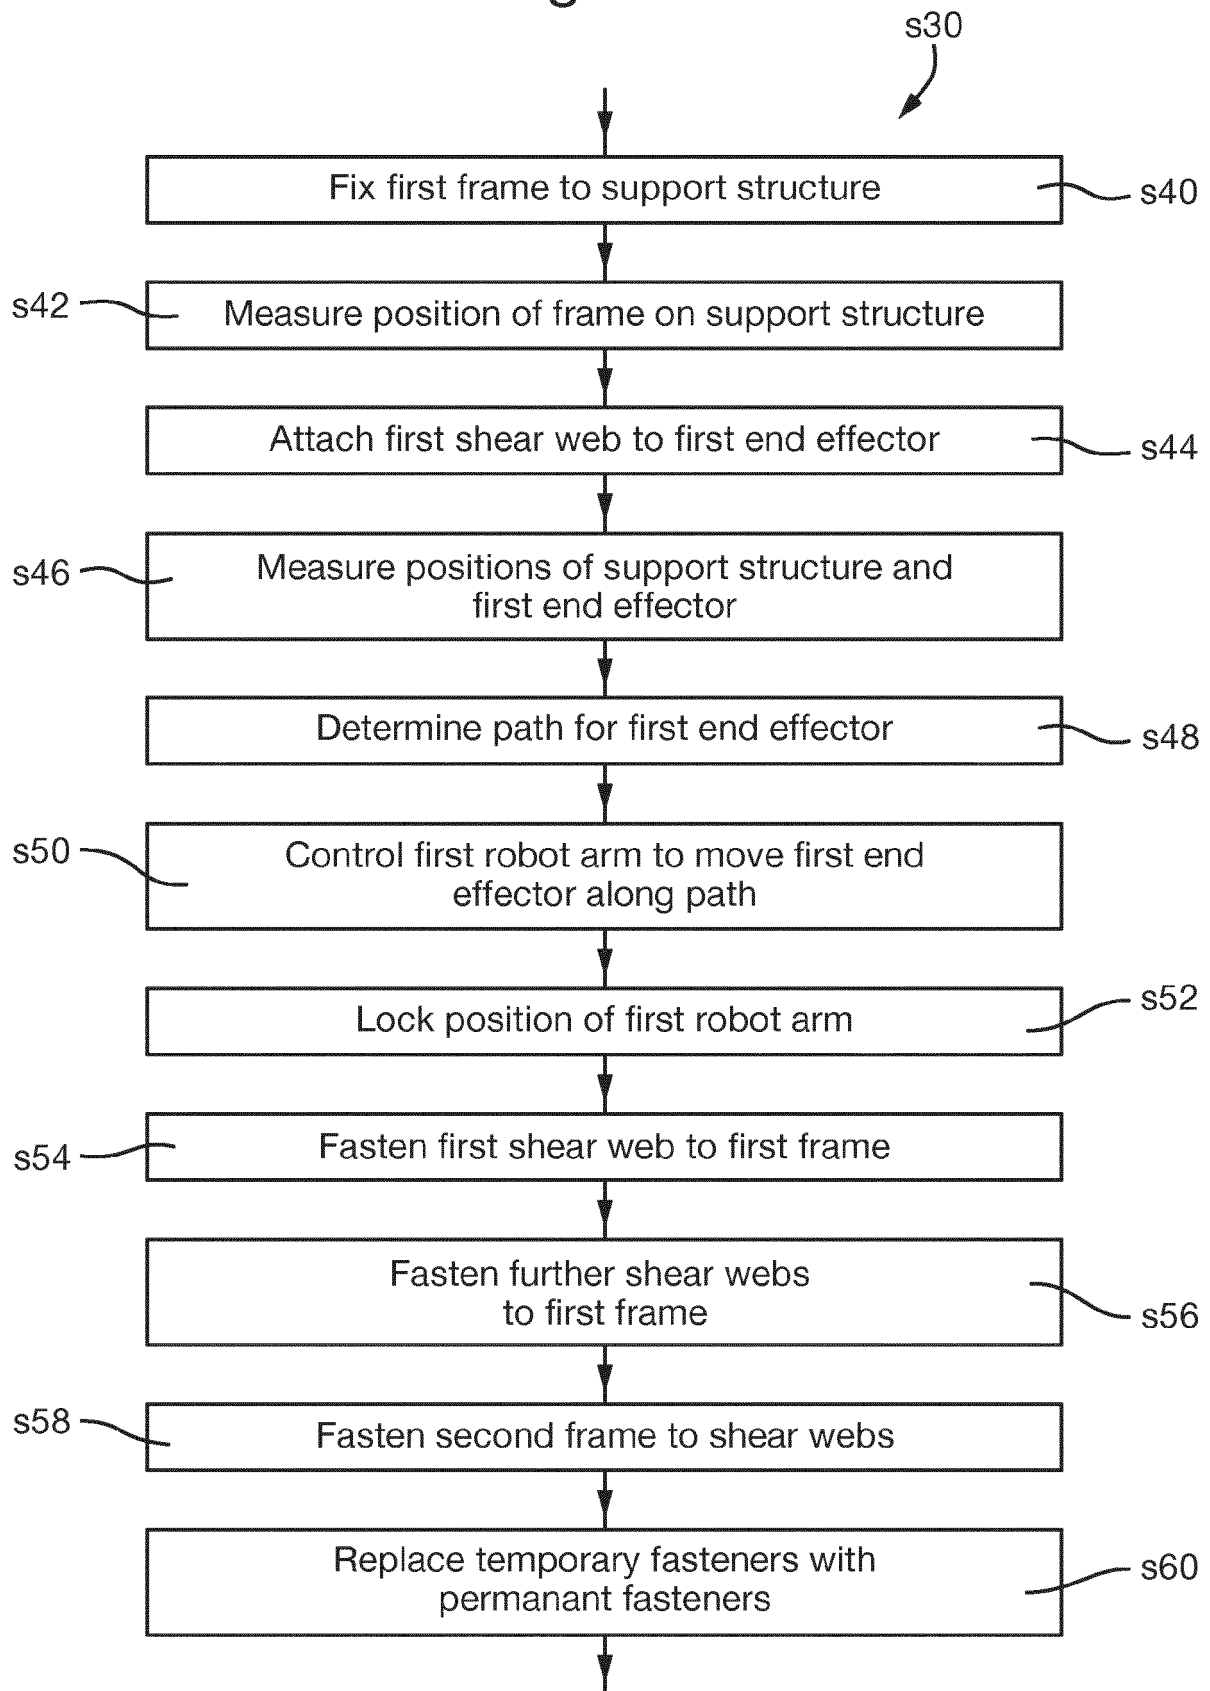 s30
Fix first frame to support structure
s40
s42
Measure position of frame on support structure
Attach first shear web to first end effector
s44
s46
Measure positions of support structure and
first end effector
Determine path for first end effector
s48
s50
Control first robot arm to move first end
effector along path
Lock position of first robot arm
s52
s54
Fasten first shear web to first frame
Fasten further shear webs
to first frame
s56
s58
Fasten second frame to shear webs
Replace temporary fasteners with
permanant fasteners
s60